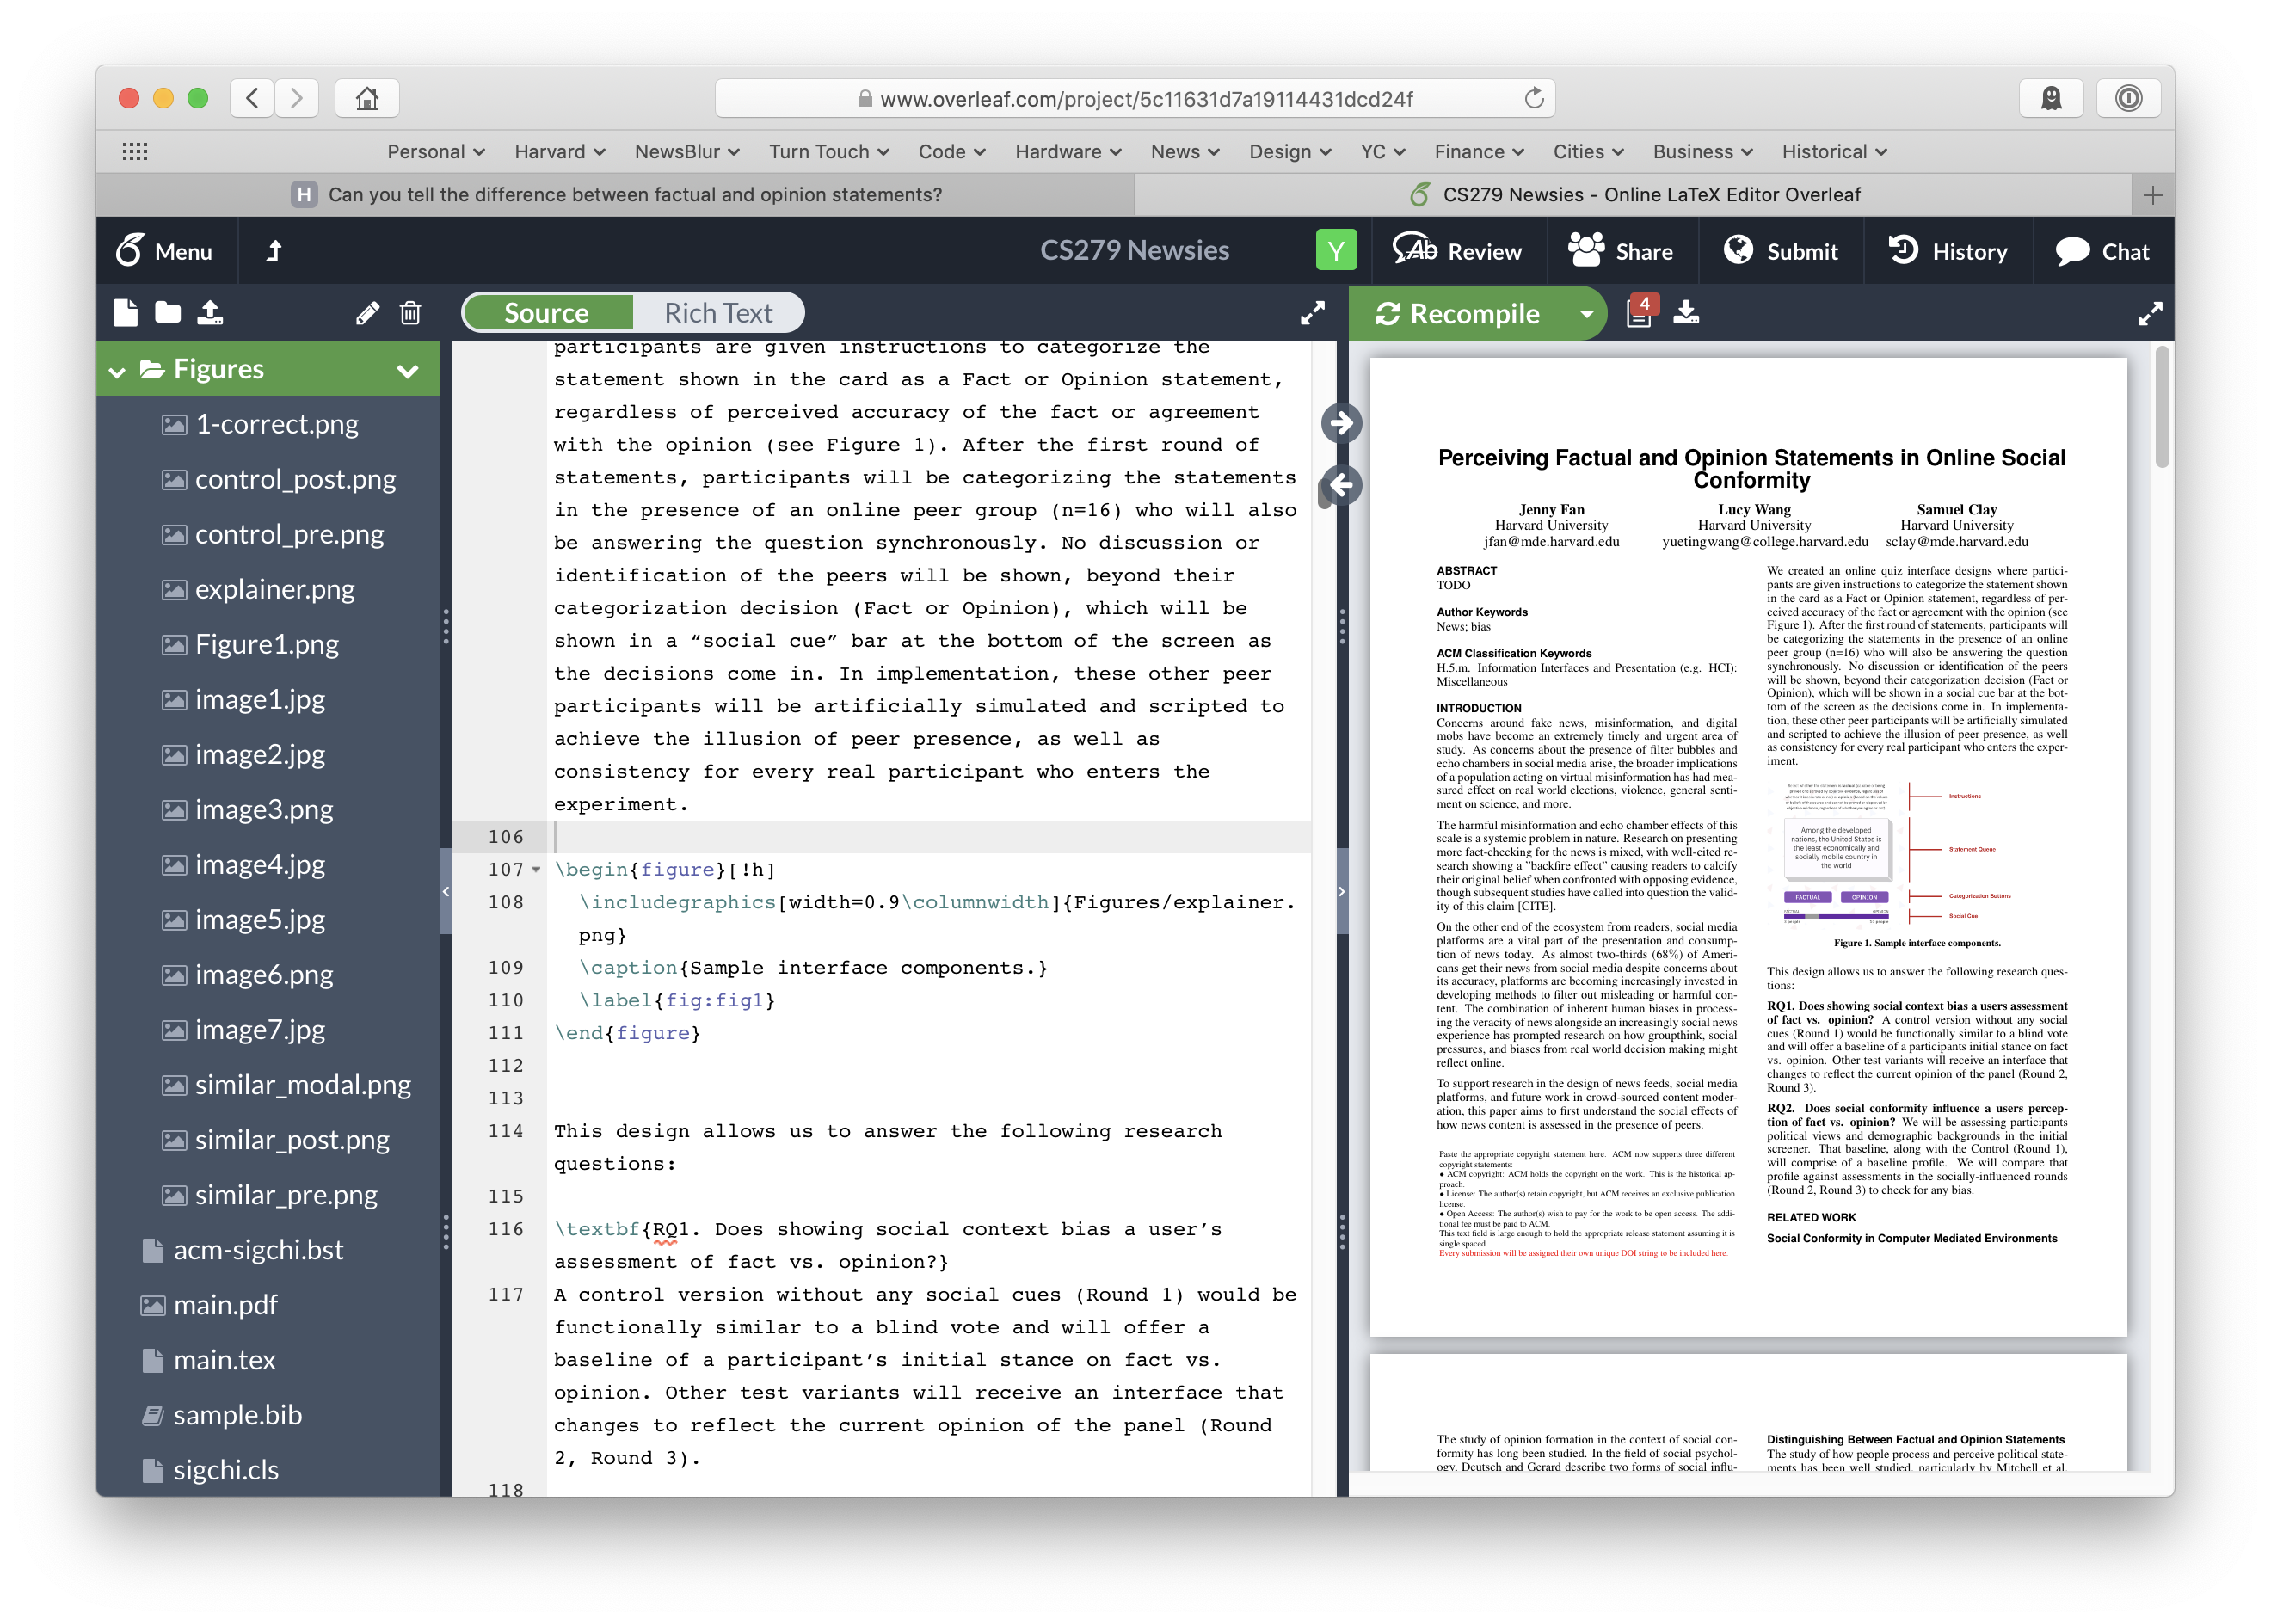 www.overleaf.com/project/5c11631d7a19114431dcd24f
Personal Harvard NewsBlur Turn Touch Code Hardware News Design YC Finance Cities Business Historical
H Can you tell the difference between factual and opinion statements?
CS279 Newsies - Online LaTeX Editor Overleaf
Menu
CS279 Newsies
Y
Review
Share
Submit
History
Chat
Source Rich Text
Recompile
4
Figures
1-correct.png
control_post.png
control_pre.png
explainer.png
Figure1.png
image1.jpg
image2.jpg
image3.png
image4.jpg
image5.jpg
image6.png
image7.jpg
similar_modal.png
similar_post.png
similar_pre.png
acm-sigchi.bst
main.pdf
main.tex
sample.bib
sigchi.cls
participants are given instructions to categorize the
statement shown in the card as a Fact or Opinion statement,
regardless of perceived accuracy of the fact or agreement
with the opinion (see Figure 1). After the first round of
statements, participants will be categorizing the statements
in the presence of an online peer group (n=16) who will also
be answering the question synchronously. No discussion or
identification of the peers will be shown, beyond their
categorization decision (Fact or Opinion), which will be
shown in a “social cue” bar at the bottom of the screen as
the decisions come in. In implementation, these other peer
participants will be artificially simulated and scripted to
achieve the illusion of peer presence, as well as
consistency for every real participant who enters the
experiment.
106
107 \begin{figure}[!h]
108 \includegraphics[width=0.9\columnwidth]{Figures/explainer.
png}
109 \caption{Sample interface components.}
110 \label{fig:fig1}
111 \end{figure}
112
113
114 This design allows us to answer the following research
questions:
115
116 \textbf{RQ1. Does showing social context bias a user’s
assessment of fact vs. opinion?}
117 A control version without any social cues (Round 1) would be
functionally similar to a blind vote and will offer a
baseline of a participant’s initial stance on fact vs.
opinion. Other test variants will receive an interface that
changes to reflect the current opinion of the panel (Round
2, Round 3).
118
Perceiving Factual and Opinion Statements in Online Social
Conformity
Jenny Fan
Harvard University
jfan@mde.harvard.edu
Lucy Wang
Harvard University
yuetingwang@college.harvard.edu
Samuel Clay
Harvard University
sclay@mde.harvard.edu
ABSTRACT
TODO
Author Keywords
News; bias
ACM Classification Keywords
H.5.m. Information Interfaces and Presentation (e.g. HCI):
Miscellaneous
INTRODUCTION
Concerns around fake news, misinformation, and digital
mobs have become an extremely timely and urgent area of
study. As concerns about the presence of filter bubbles and
echo chambers in social media arise, the broader implications
of a population acting on virtual misinformation has had mea-
sured effect on real world elections, violence, general senti-
ment on science, and more.
The harmful misinformation and echo chamber effects of this
scale is a systemic problem in nature. Research on presenting
more fact-checking for the news is mixed, with well-cited re-
search showing a ”backfire effect” causing readers to calcify
their original belief when confronted with opposing evidence,
though subsequent studies have called into question the valid-
ity of this claim [CITE].
On the other end of the ecosystem from readers, social media
platforms are a vital part of the presentation and consump-
tion of news today. As almost two-thirds (68%) of Ameri-
cans get their news from social media despite concerns about
its accuracy, platforms are becoming increasingly invested in
developing methods to filter out misleading or harmful con-
tent. The combination of inherent human biases in process-
ing the veracity of news alongside an increasingly social news
experience has prompted research on how groupthink, social
pressures, and biases from real world decision making might
reflect online.
To support research in the design of news feeds, social media
platforms, and future work in crowd-sourced content moder-
ation, this paper aims to first understand the social effects of
how news content is assessed in the presence of peers.
Paste the appropriate copyright statement here. ACM now supports three different
copyright statements:
• ACM copyright: ACM holds the copyright on the work. This is the historical ap-
proach.
• License: The author(s) retain copyright, but ACM receives an exclusive publication
license.
• Open Access: The author(s) wish to pay for the work to be open access. The addi-
tional fee must be paid to ACM.
This text field is large enough to hold the appropriate release statement assuming it is
single spaced.
Every submission will be assigned their own unique DOI string to be included here.
We created an online quiz interface designs where partici-
pants are given instructions to categorize the statement shown
in the card as a Fact or Opinion statement, regardless of per-
ceived accuracy of the fact or agreement with the opinion (see
Figure 1). After the first round of statements, participants will
be categorizing the statements in the presence of an online
peer group (n=16) who will also be answering the question
synchronously. No discussion or identification of the peers
will be shown, beyond their categorization decision (Fact or
Opinion), which will be shown in a social cue bar at the bot-
tom of the screen as the decisions come in. In implementa-
tion, these other peer participants will be artificially simulated
and scripted to achieve the illusion of peer presence, as well
as consistency for every real participant who enters the exper-
iment.
Instructions
Among the developed
nations, the United States is
the least economically and
socially mobile country in
the world
Statement Queue
FACTUAL OPINION
Categorization Buttons
Social Cue
Figure 1. Sample interface components.
This design allows us to answer the following research ques-
tions:
RQ1. Does showing social context bias a users assessment
of fact vs. opinion? A control version without any social
cues (Round 1) would be functionally similar to a blind vote
and will offer a baseline of a participants initial stance on fact
vs. opinion. Other test variants will receive an interface that
changes to reflect the current opinion of the panel (Round 2,
Round 3).
RQ2. Does social conformity influence a users percep-
tion of fact vs. opinion? We will be assessing participants
political views and demographic backgrounds in the initial
screener. That baseline, along with the Control (Round 1),
will comprise of a baseline profile. We will compare that
profile against assessments in the socially-influenced rounds
(Round 2, Round 3) to check for any bias.
RELATED WORK
Social Conformity in Computer Mediated Environments
The study of opinion formation in the context of social con-
formity has long been studied. In the field of social psychol-
ogy, Deutsch and Gerard describe two forms of social influ-
Distinguishing Between Factual and Opinion Statements
The study of how people process and perceive political state-
ments has been well studied, particularly by Mitchell et al.